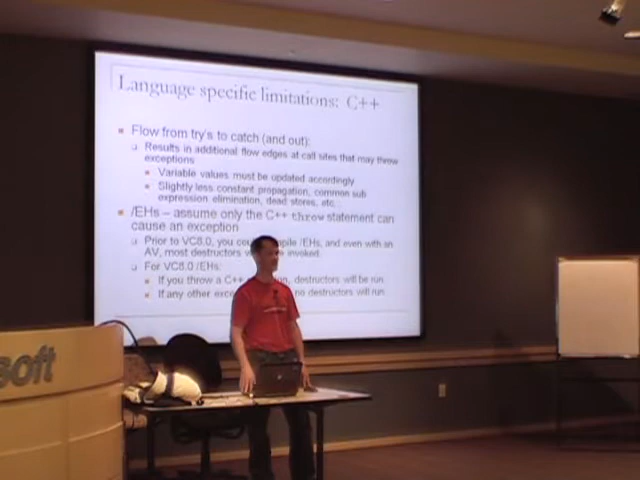 Language specific limitations: C++
Flow from try's to catch (and out):
Results in additional flow edges at call sites that may throw
exceptions
Variable values must be updated accordingly
Slightly less constant propagation, common sub
expression elimination, dead stores, etc...
/EHs – assume only the C++ throw statement can
cause an exception
Prior to VC8.0, you /EHs, and even with an
AV, most destructors invoked.
For VC8.0 /EHs:
If you throw a C++ destructors will be run
If any other no destructors will run
soft